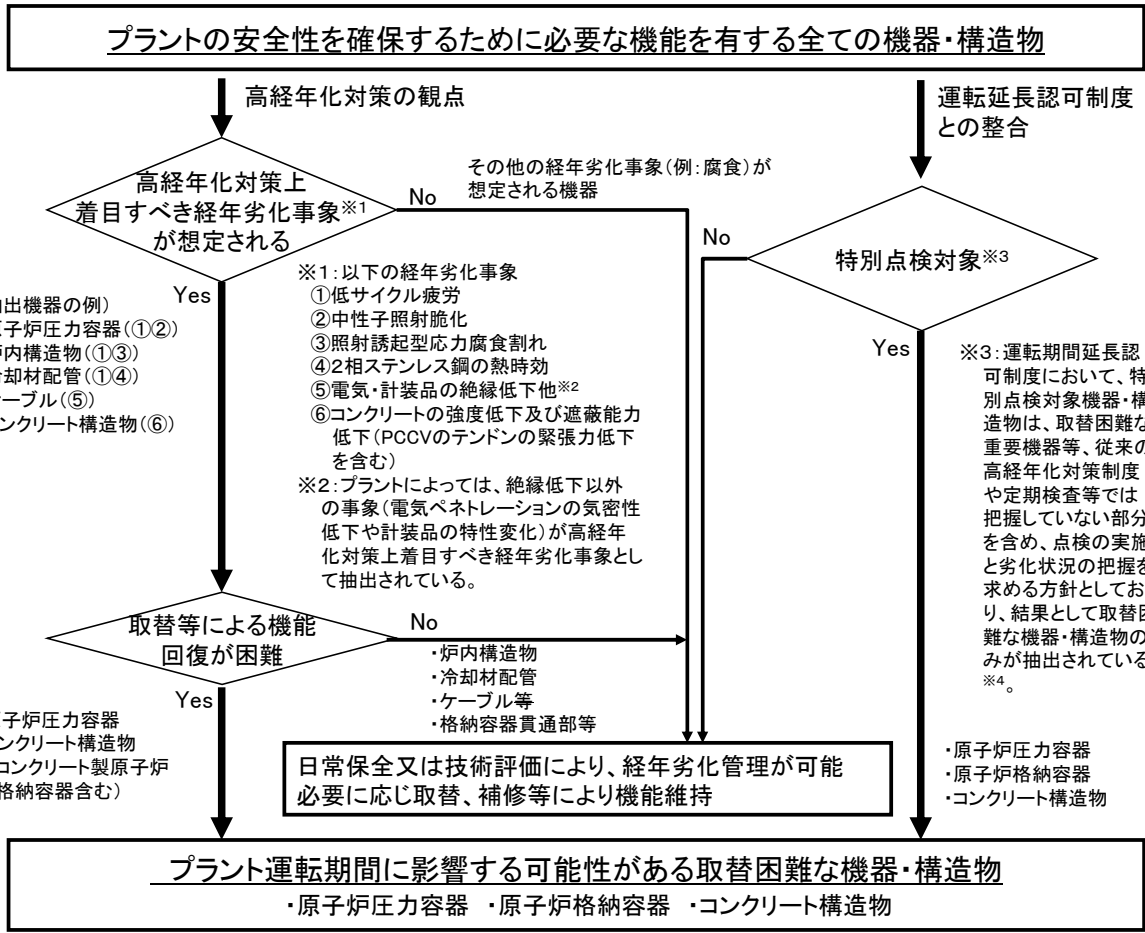 プラントの安全性を確保するために必要な機能を有する全ての機器・構造物
高経年化対策の観点
運転延長認可制度
との整合
高経年化対策上
着目すべき経年劣化事象※1
が想定される
No
その他の経年劣化事象(例:腐食)が
想定される機器
No
特別点検対象※3
Yes
出機器の例)
子炉圧力容器(①②)
内構造物(①③)
却材配管(①④)
ーブル(⑤)
ンクリート構造物(⑥)
※1:以下の経年劣化事象
①低サイクル疲労
②中性子照射脆化
③照射誘起型応力腐食割れ
④2相ステンレス鋼の熱時効
⑤電気・計装品の絶縁低下他※2
⑥コンクリートの強度低下及び遮蔽能力
低下(PCCVのテンドンの緊張力低下
を含む)
※2:プラントによっては、絶縁低下以外
の事象(電気ペネトレーションの気密性
低下や計装品の特性変化)が高経年
化対策上着目すべき経年劣化事象とし
て抽出されている。
Yes
※3:運転期間延長認
可制度において、特
別点検対象機器・構
造物は、取替困難な
重要機器等、従来の
高経年化対策制度
や定期検査等では
把握していない部分
を含め、点検の実施
と劣化状況の把握を
求める方針としてお
り、結果として取替困
難な機器・構造物の
みが抽出されている
※4。
取替等による機能
回復が困難
No
・炉内構造物
・冷却材配管
・ケーブル等
・格納容器貫通部等
Yes
子炉圧力容器
ンクリート構造物
コンクリート製原子炉
格納容器含む)
日常保全又は技術評価により、経年劣化管理が可能
必要に応じ取替、補修等により機能維持
・原子炉圧力容器
・原子炉格納容器
・コンクリート構造物
プラント運転期間に影響する可能性がある取替困難な機器・構造物
・原子炉圧力容器 ・原子炉格納容器 ・コンクリート構造物